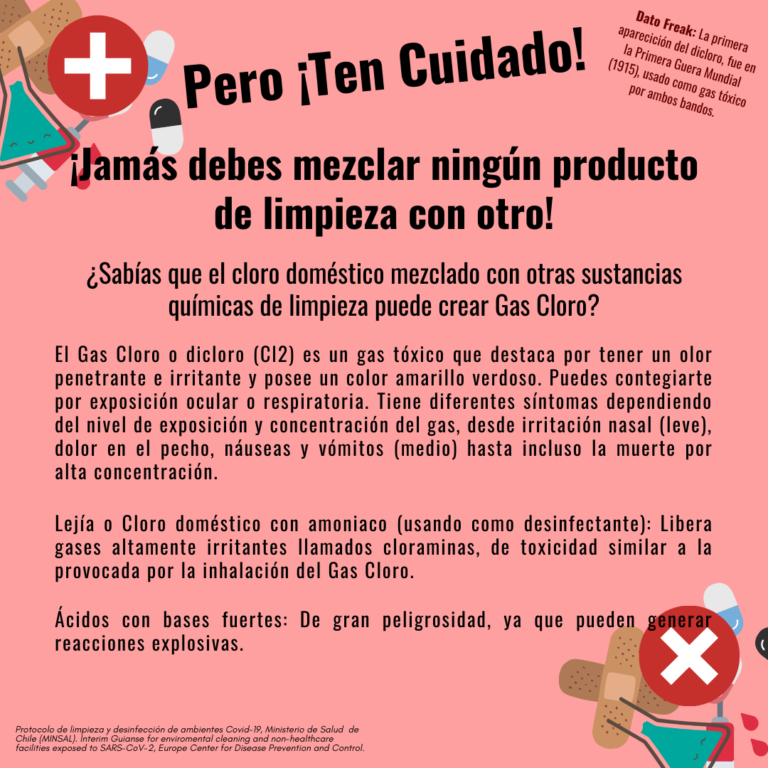 Pero ¡Ten Cuidado!
Dato Freak: La primera
aparecición del dicloro, fue en
la Primera Guera Mundial
(1915), usado como gas tóxico
por ambos bandos.
¡Jamás debes mezclar ningún producto
de limpieza con otro!
¿Sabías que el cloro doméstico mezclado con otras sustancias
químicas de limpieza puede crear Gas Cloro?
El Gas Cloro o dicloro (Cl2) es un gas tóxico que destaca por tener un olor
penetrante e irritante y posee un color amarillo verdoso. Puedes contegiarte
por exposición ocular o respiratoria. Tiene diferentes síntomas dependiendo
del nivel de exposición y concentración del gas, desde irritación nasal (leve),
dolor en el pecho, náuseas y vómitos (medio) hasta incluso la muerte por
alta concentración.
Lejía o Cloro doméstico con amoniaco (usando como desinfectante): Libera
gases altamente irritantes llamados cloraminas, de toxicidad similar a la
provocada por la inhalación del Gas Cloro.
Ácidos con bases fuertes: De gran peligrosidad, ya que pueden generar
reacciones explosivas.
Protocolo de limpieza y desinfección de ambientes Covid-19, Ministerio de Salud de
Chile (MINSAL). Interim Guianse for enviromental cleaning and non-healthcare
facilities exposed to SARS-CoV-2, Europe Center for Disease Prevention and Control.